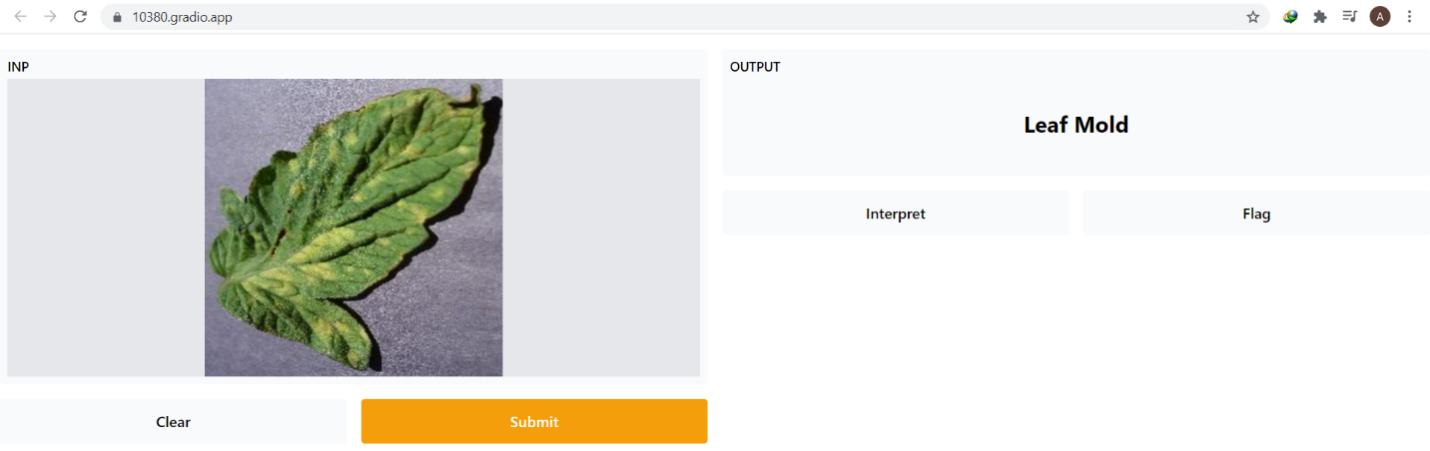 10380.gradio.app
A
INP
OUTPUT
Leaf Mold
Interpret
Flag
Clear
Submit